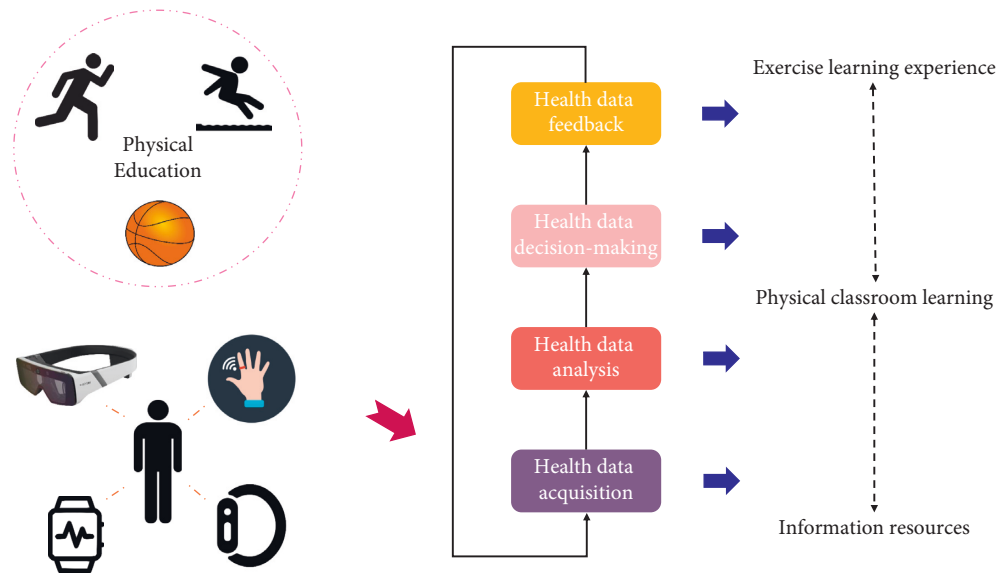 Physical
Education
Health data
feedback
Health data
decision-making
Health data
analysis
Health data
acquisition
Exercise learning experience
Physical classroom learning
Information resources